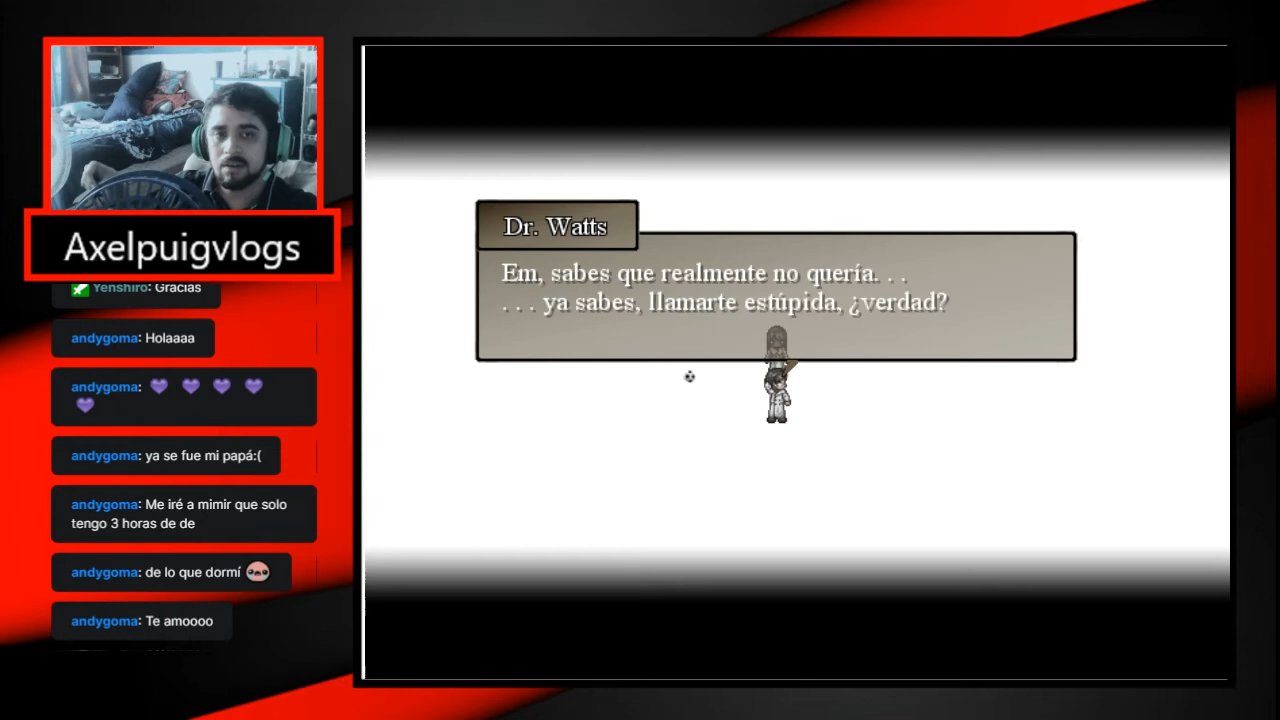 Axelpuigvlogs
Yenshiro: Gracias
andygoma: Holaaaa
andygoma:
andygoma: ya se fue mi papá:(
andygoma: Me iré a mimir que solo
tengo 3 horas de de
andygoma: de lo que dormí
andygoma: Te amoooo
Dr. Watts
Em, sabes que realmente no quería. . .
. . . ya sabes, llamarte estúpida, ¿verdad?